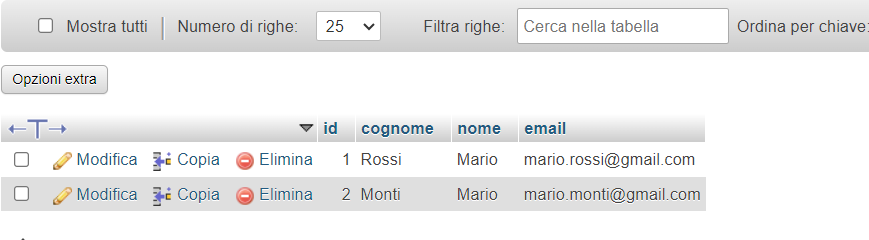 Mostra tutti Numero di righe: 25 Filtra righe: Cerca nella tabella Ordina per chiave:
Opzioni extra
id cognome nome email
Modifica Copia Elimina 1 Rossi Mario mario.rossi@gmail.com
Modifica Copia Elimina 2 Monti Mario mario.monti@gmail.com